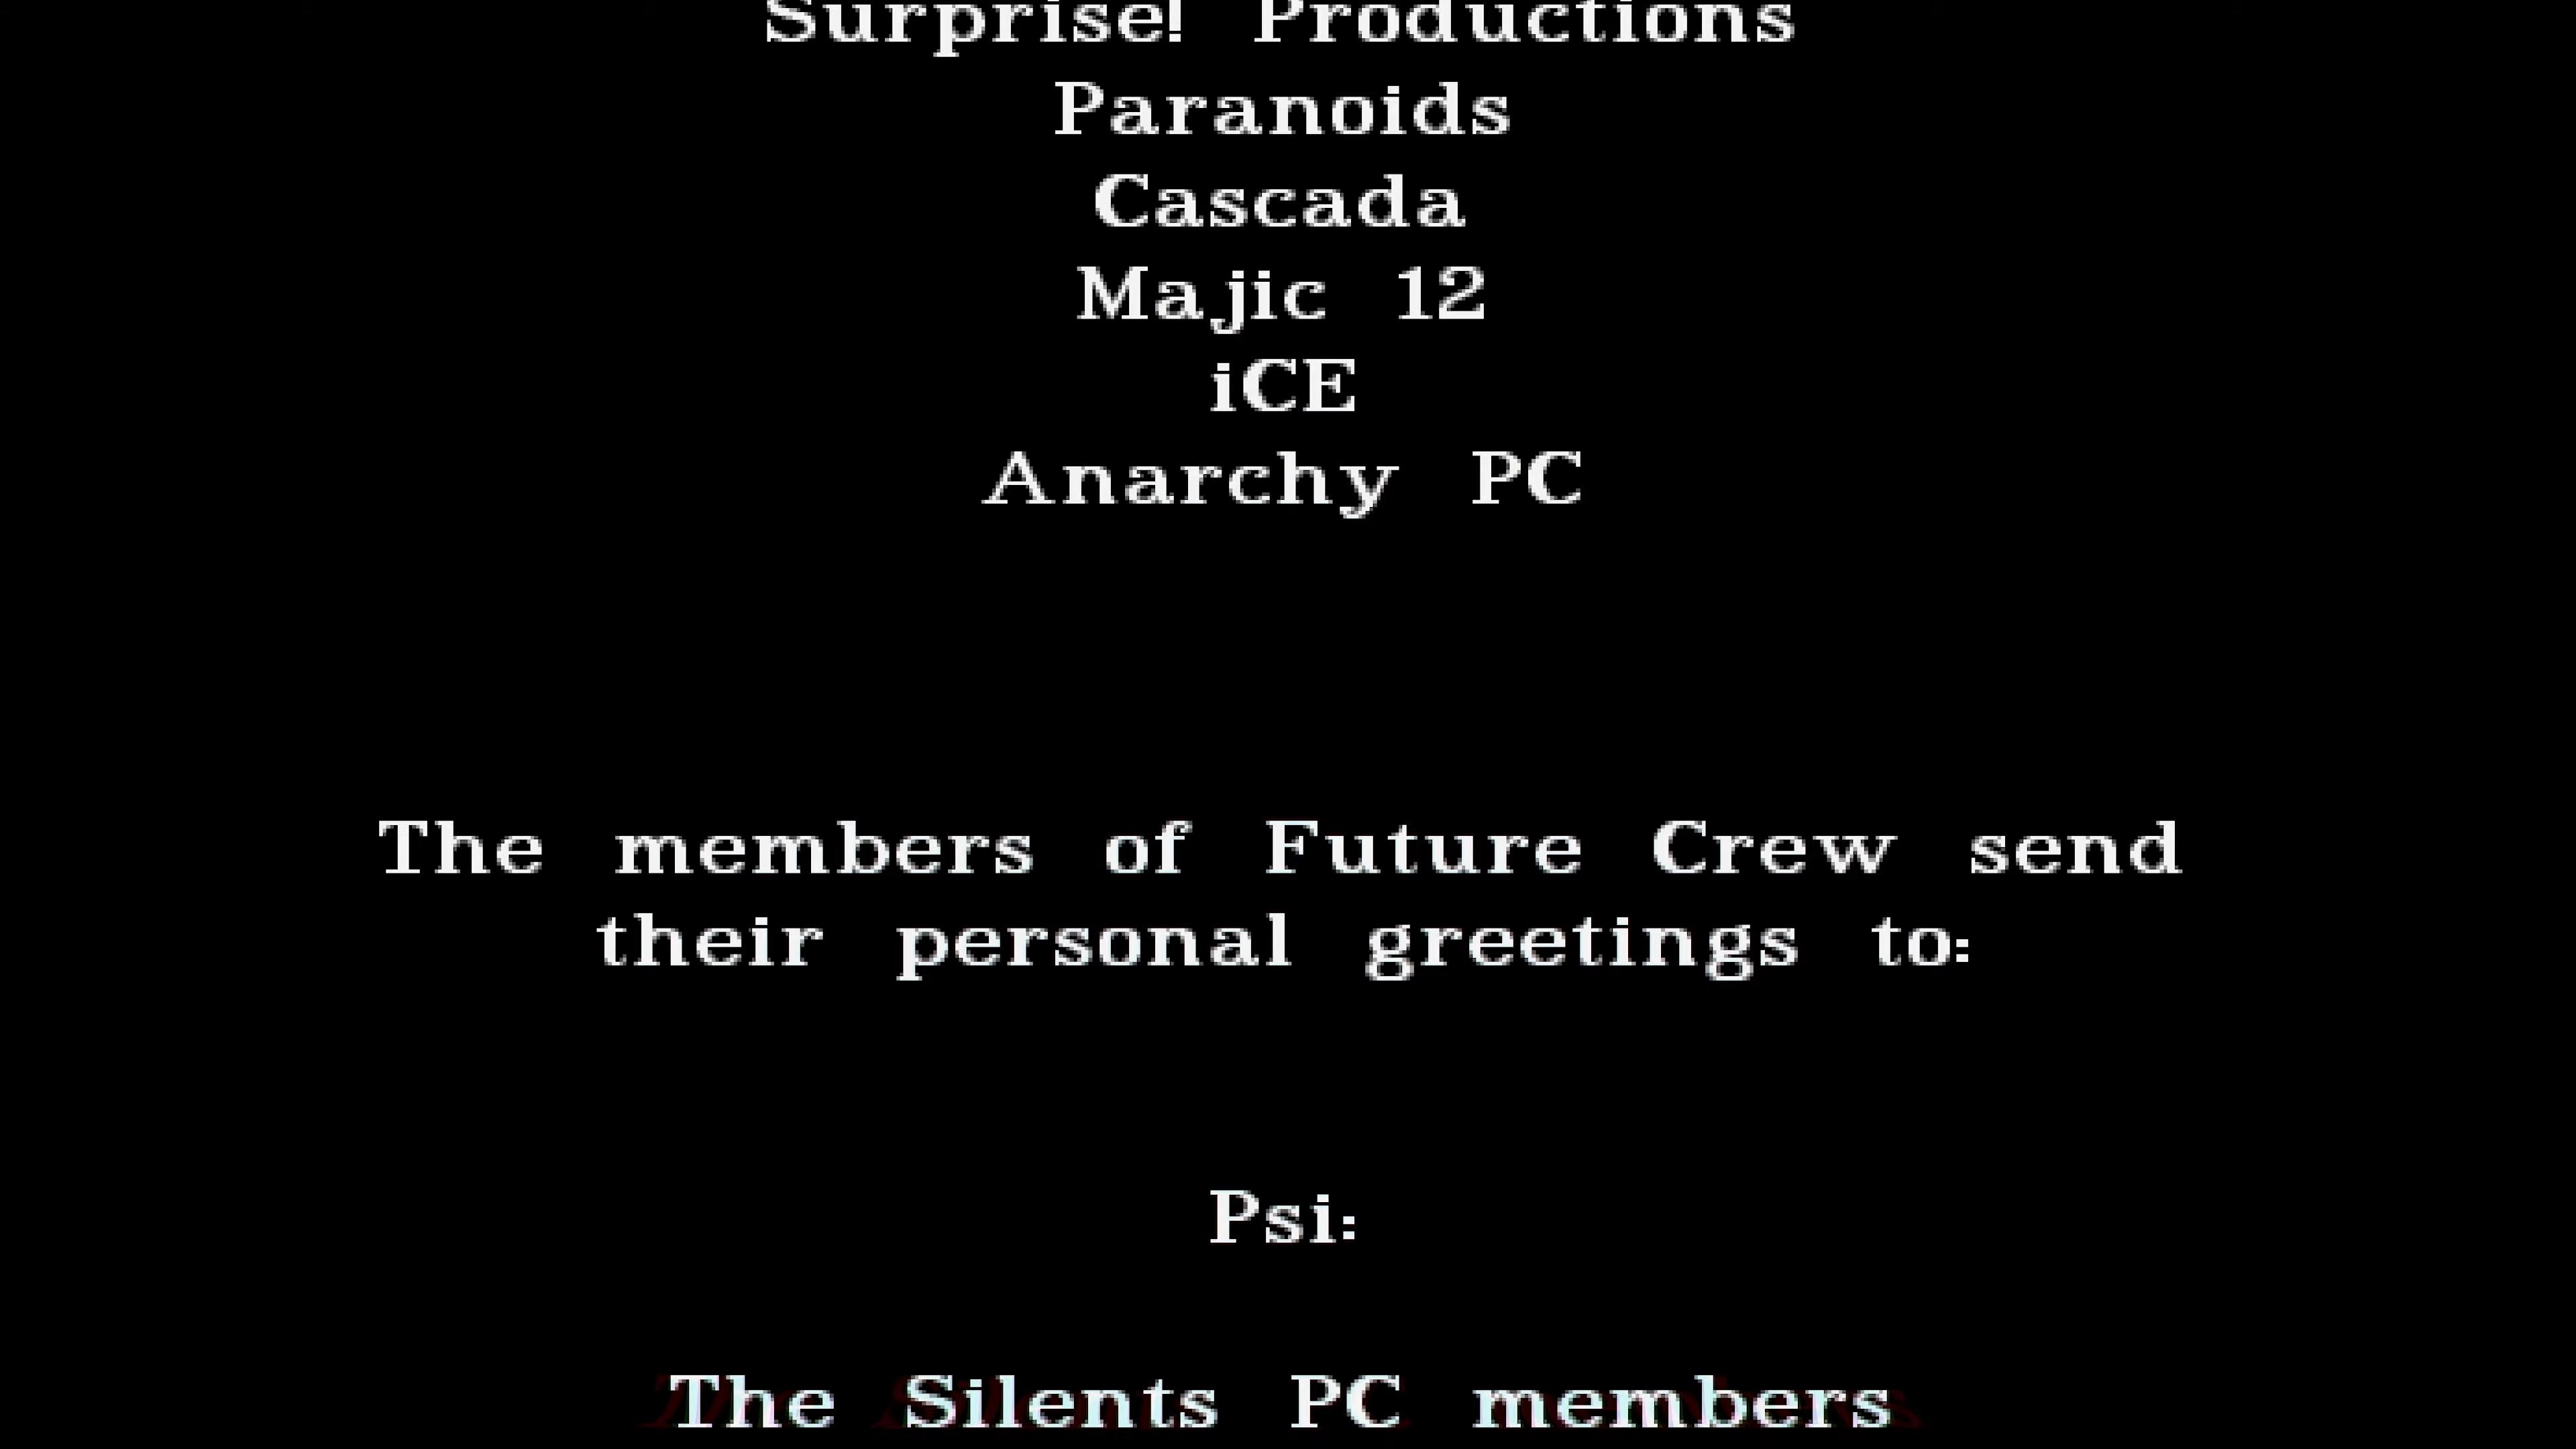 Surprise! Productions
Paranoids
Cascada
Majic 12
iCE
Anarchy PC
The members of Future Crew send
their personal greetings to:
Psi:
The Silents PC members